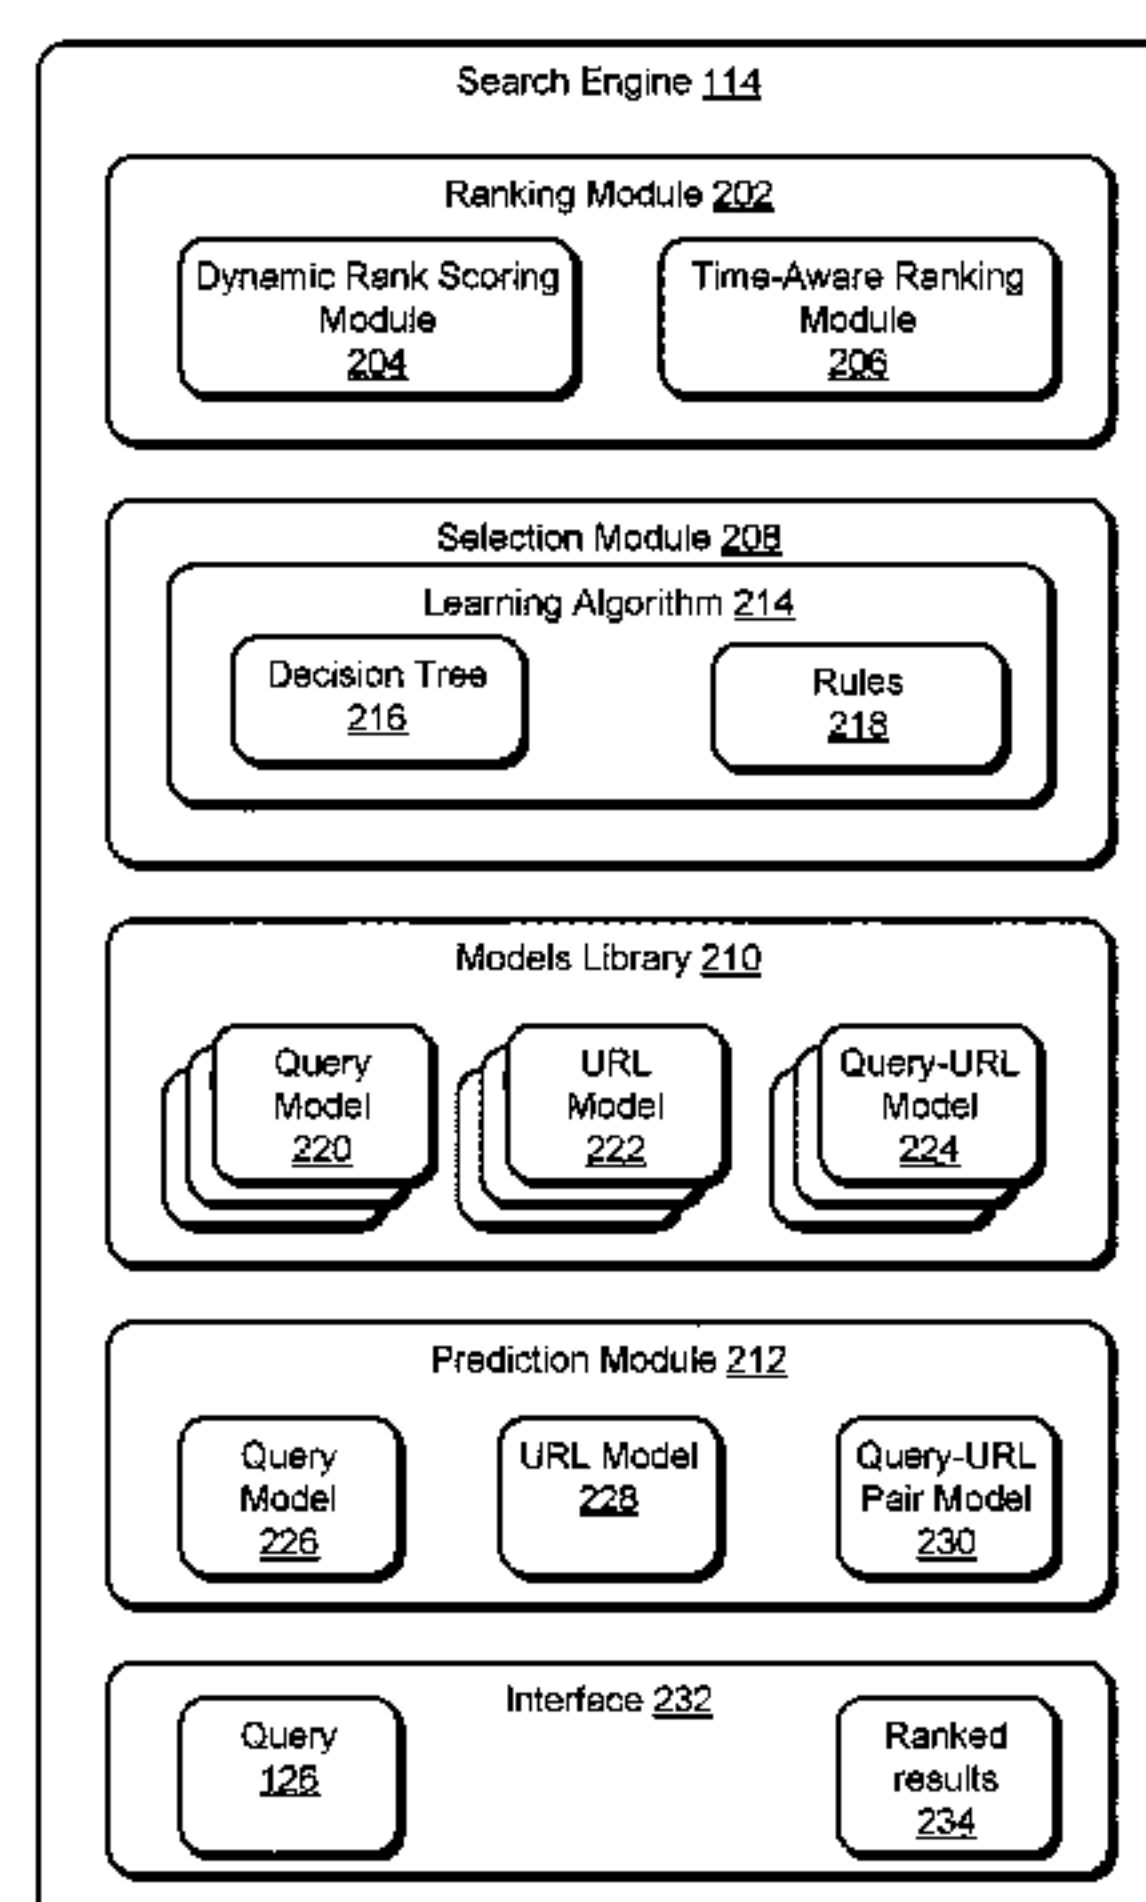 Search Engine 114
Ranking Module 202
Dynamic Rank Scoring
Module
204
Time-Aware Ranking
Module
206
Selection Module 208
Learning Algorithm 214
Decision Tree
216
Rules
218
Models Library 210
Query
Model
220
URL
Model
222
Query-URL
Model
224
Prediction Module 212
Query
Model
226
URL Model
228
Query-URL
Pair Model
230
Interface 232
Query
126
Ranked
results
234